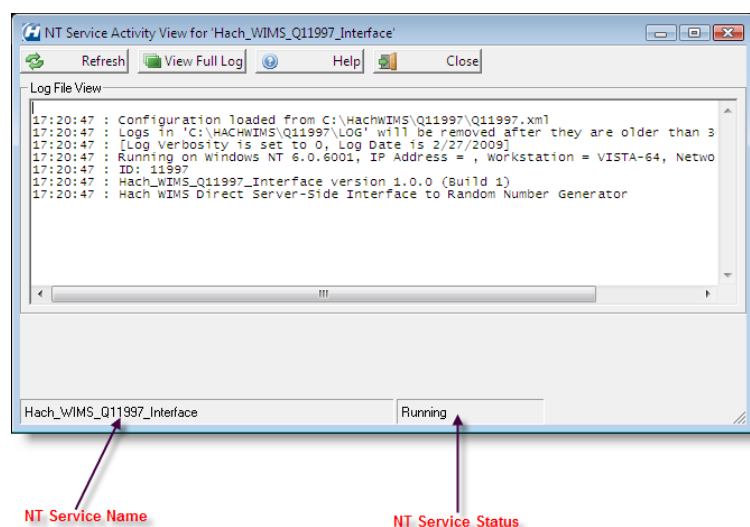 NT Service Activity View for 'Hach_WIMS_Q11997_Interface'
Refresh View Full Log Help Close
Log File View
17:20:47 : Configuration loaded from C:\HachWIMS\Q11997\Q11997.xml
17:20:47 : Logs in 'C:\HACHWIMS\Q11997\LOG' will be removed after they are older than 3
17:20:47 : [Log Verbosity is set to 0, Log Date is 2/27/2009]
17:20:47 : Running on Windows NT 6.0.6001, IP Address = , Workstation = VISTA-64, Netwo
17:20:47 : ID: 11997
17:20:47 : Hach_WIMS_Q11997_Interface version 1.0.0 (Build 1)
17:20:47 : Hach WIMS Direct Server-Side Interface to Random Number Generator
Hach_WIMS_Q11997_Interface Running
NT Service Name NT Service Status